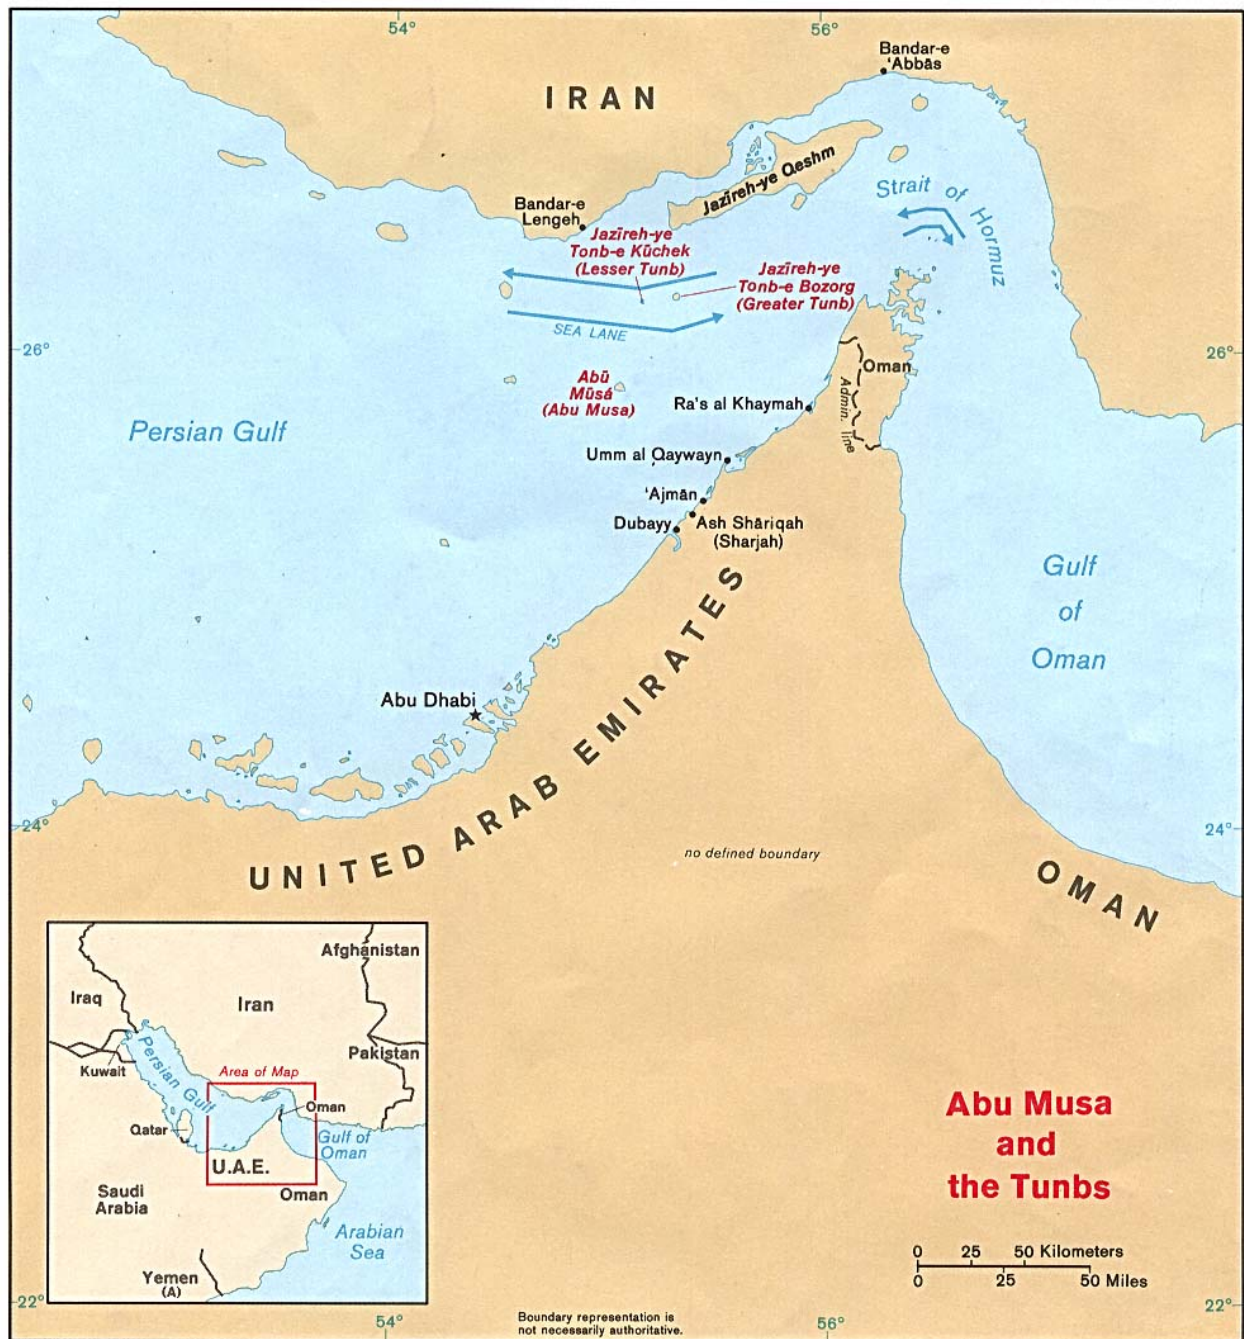 54°
56°
Bandar-e
'Abbās
IRAN
Jazīreh-ye Qeshm
Strait of Hormuz
Bandar-e
Lengeh
Jazīreh-ye
Tonb-e Kūchek
(Lesser Tunb)
Jazīreh-ye
Tonb-e Bozorg
(Greater Tunb)
SEA LANE
26°
26°
Oman
Admin. line
Abū
Mūsá
(Abu Musa)
Ra's al Khaymah
Persian Gulf
Umm al Qaywayn
'Ajmān
Dubayy
Ash Shāriqah
(Sharjah)
Gulf
of
Oman
Abu Dhabi
UNITED ARAB EMIRATES
24°
24°
no defined boundary
OMAN
Afghanistan
Iraq
Iran
Pakistan
Kuwait
Persian Gulf
Area of Map
Oman
Qatar
Gulf of
Oman
U.A.E.
Oman
Saudi
Arabia
Arabian
Sea
Yemen
(A)
Abu Musa
and
the Tunbs
0 25 50 Kilometers
0 25 50 Miles
22°
22°
54°
56°
Boundary representation is
not necessarily authoritative.